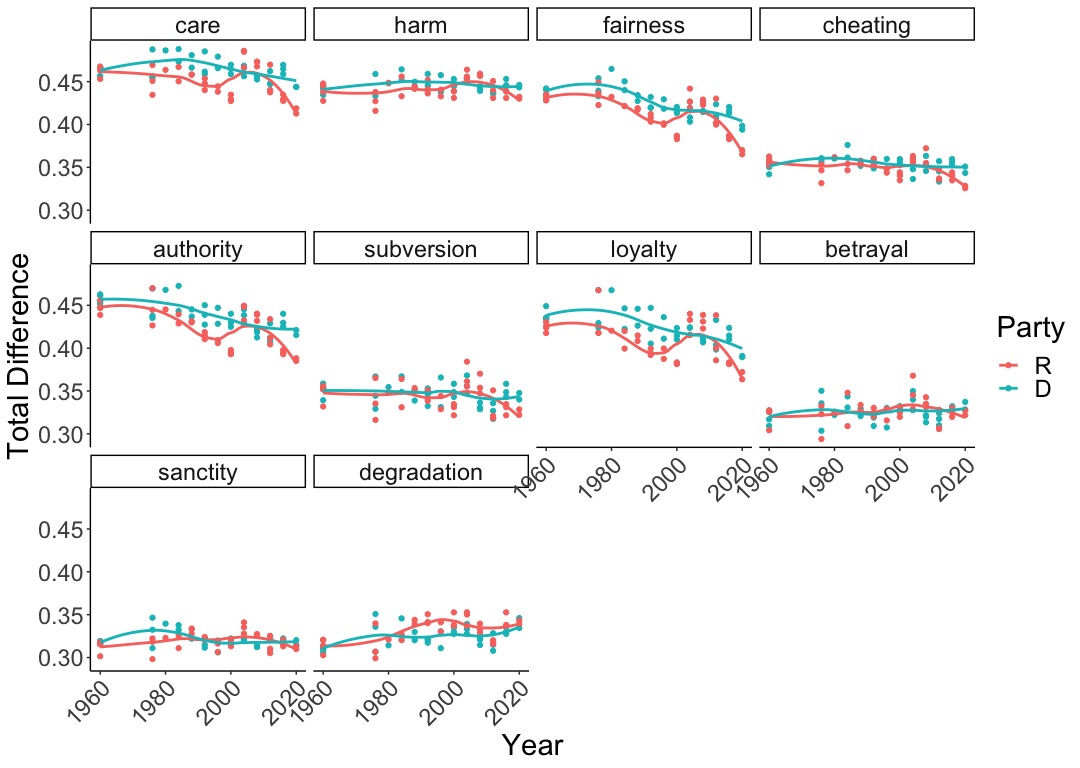 care harm fairness cheating
0.45
0.40
0.35
0.30
authority subversion loyalty betrayal
0.45
0.40
0.35
0.30
1960 1980 2000 2020 1960 1980 2000 2020
sanctity degradation
0.45
0.40
0.35
0.30
1960 1980 2000 2020 1960 1980 2000 2020
Year
Total Difference
Party
R
D